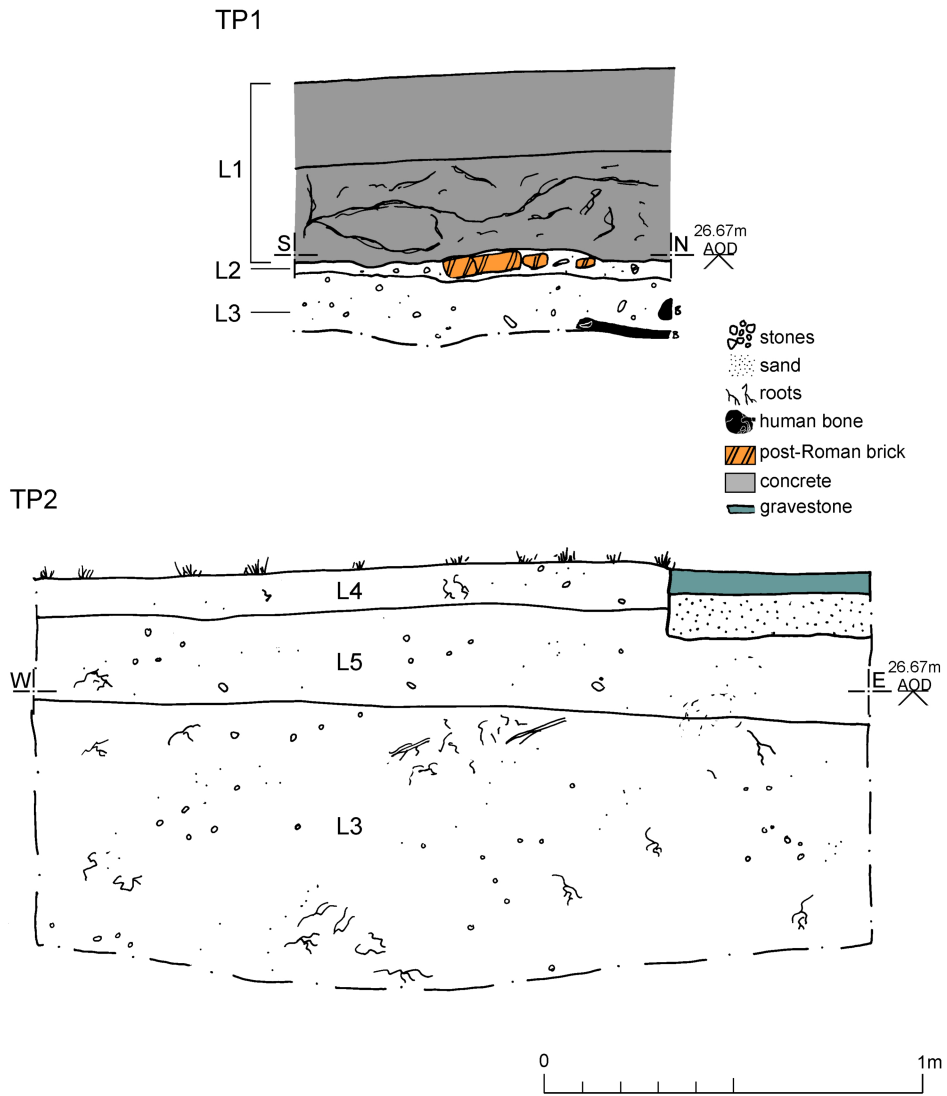 TP1
L1
S
N
26.67m
AOD
L2
L3
B
B
stones
sand
roots
human bone
post-Roman brick
concrete
gravestone
TP2
L4
L5
W
E
26.67m
AOD
L3
0
1m